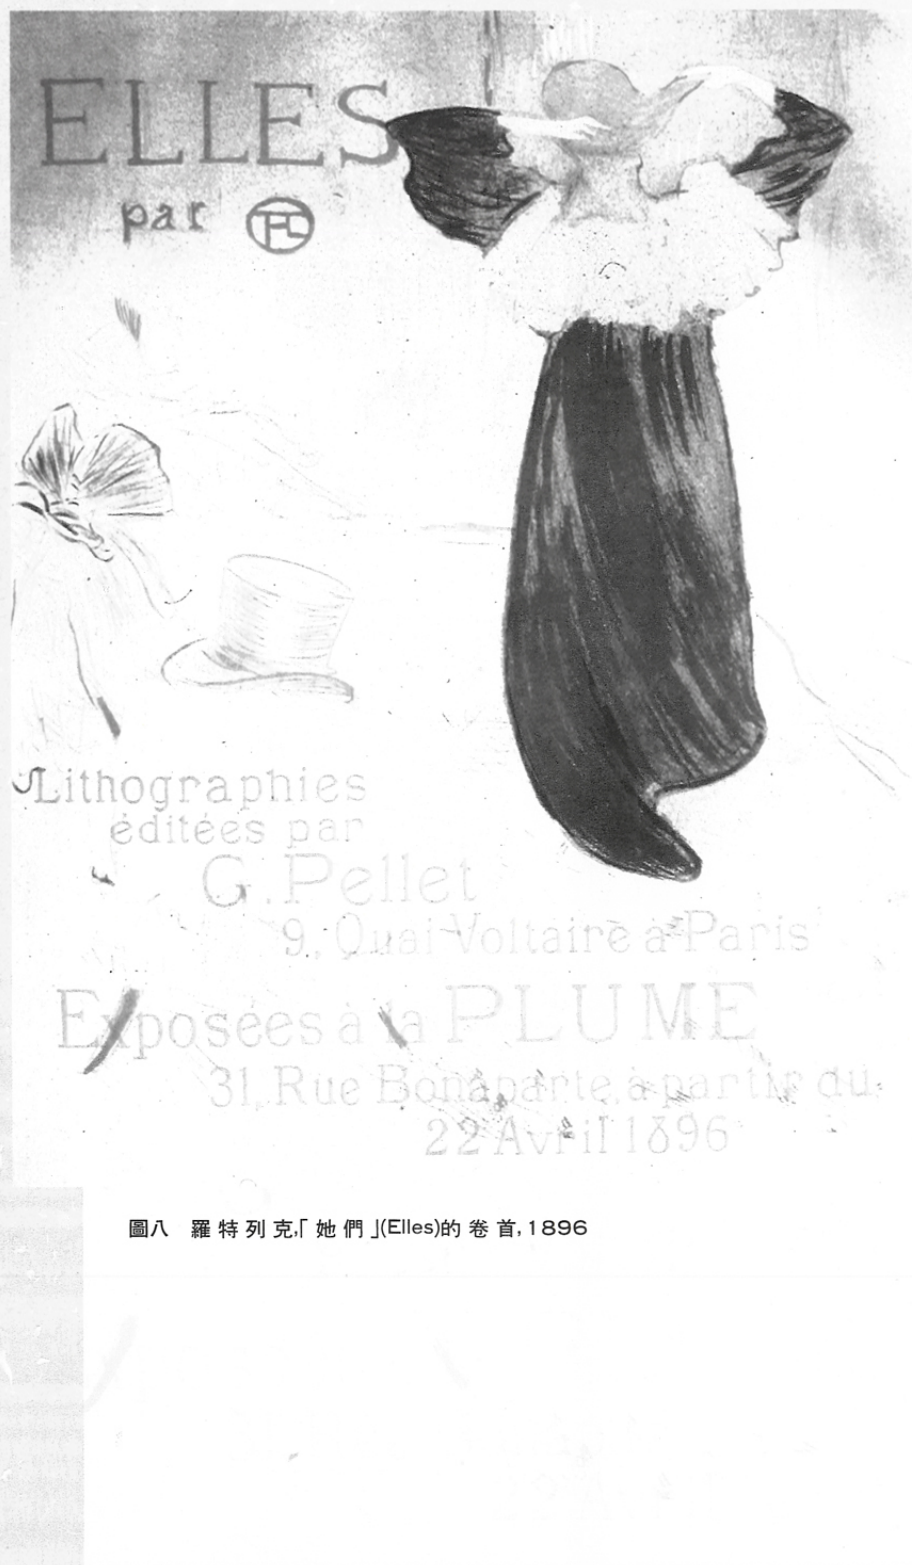 ELLES
par HTL
Lithographies
éditées par
G. Pellet
9, Quai Voltaire à Paris
Exposées à la PLUME
31, Rue Bonaparte, à partir du
22 Avril 1896
圖八 羅特列克,「她們」(Elles)的卷首,1896